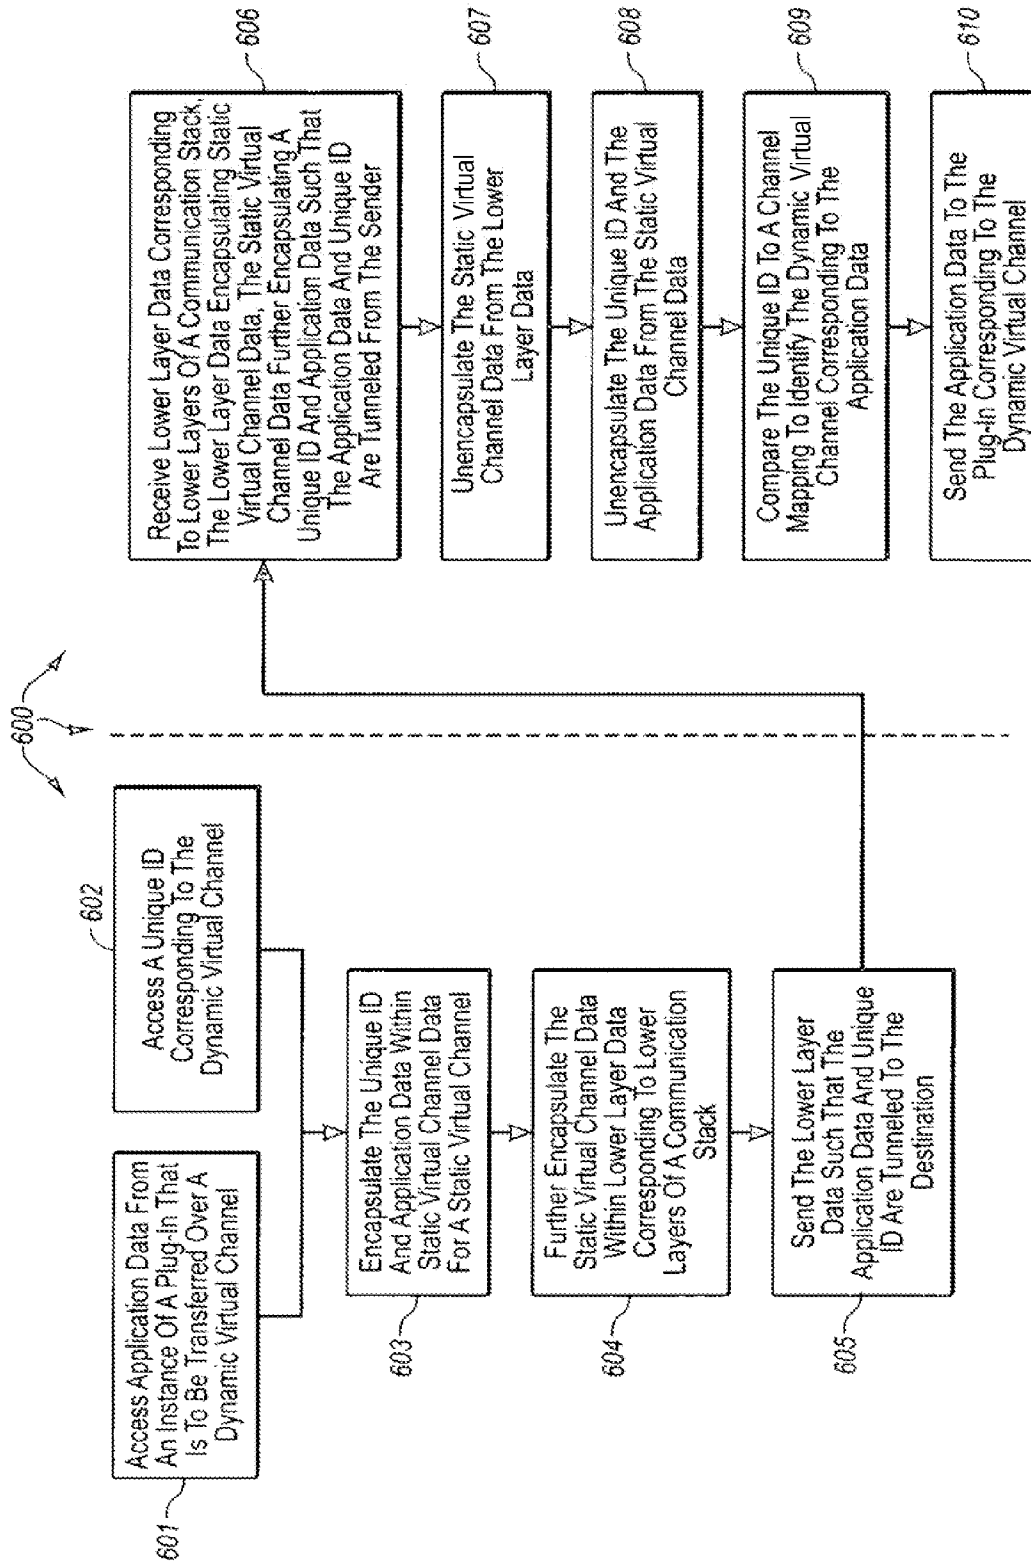 600
601
Access Application Data From
An Instance Of A Plug-In That
Is To Be Transferred Over A
Dynamic Virtual Channel
602
Access A Unique ID
Corresponding To The
Dynamic Virtual Channel
603
Encapsulate The Unique ID
And Application Data Within
Static Virtual Channel Data
For A Static Virtual Channel
604
Further Encapsulate The
Static Virtual Channel Data
Within Lower Layer Data
Corresponding To Lower
Layers Of A Communication
Stack
605
Send The Lower Layer
Data Such That The
Application Data And Unique
ID Are Tunneled To The
Destination
606
Receive Lower Layer Data Corresponding
To Lower Layers Of A Communication Stack,
The Lower Layer Data Encapsulating Static
Virtual Channel Data, The Static Virtual
Channel Data Further Encapsulating A
Unique ID And Application Data Such That
The Application Data And Unique ID
Are Tunneled From The Sender
607
Unencapsulate The Static Virtual
Channel Data From The Lower
Layer Data
608
Unencapsulate The Unique ID And The
Application Data From The Static Virtual
Channel Data
609
Compare The Unique ID To A Channel
Mapping To Identify The Dynamic Virtual
Channel Corresponding To The
Application Data
610
Send The Application Data To The
Plug-In Corresponding To The
Dynamic Virtual Channel